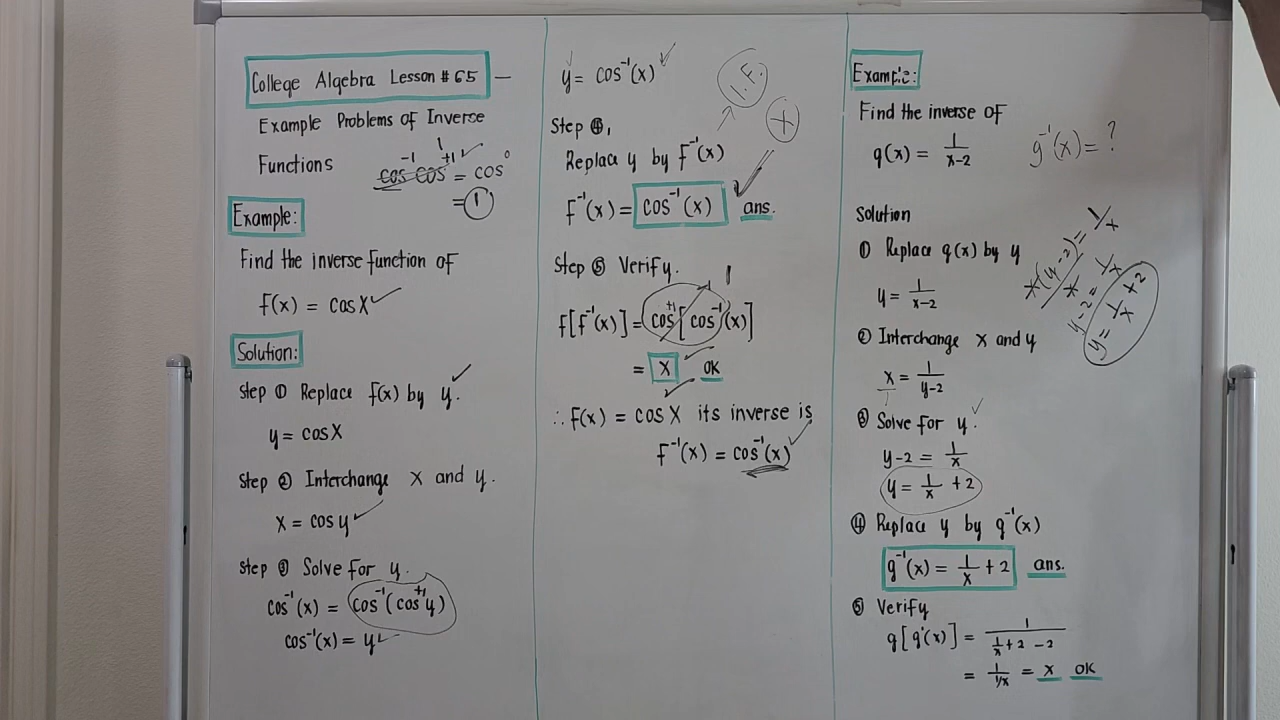 College Algebra Lesson #65 —
Example Problems of Inverse
Functions
cos⁻¹ cos⁺¹ = cos⁰
1
= 1
Example:
Find the inverse function of
f(x) = cos x
Solution:
Step ① Replace f(x) by y.
y = cos x
Step ② Interchange x and y.
x = cos y
Step ③ Solve for y.
cos⁻¹(x) = cos⁻¹(cos⁺¹y)
cos⁻¹(x) = y
y = cos⁻¹(x)
I.F.
+
Step ④,
Replace y by F⁻¹(x)
F⁻¹(x) = cos⁻¹(x) ans.
Step ⑤ Verify.
1
f[f⁻¹(x)] = cos⁺¹[cos⁻¹(x)]
= x OK
∴ F(x) = cos x its inverse is
F⁻¹(x) = cos⁻¹(x)
Example:
Find the inverse of
g(x) = 1/(x-2)
g⁻¹(x) = ?
Solution
① Replace g(x) by y
y = 1/(x-2)
x(y-2)/x = 1/x
y-2 = 1/x
y = 1/x + 2
② Interchange x and y
x = 1/(y-2)
③ Solve for y.
y-2 = 1/x
y = 1/x + 2
④ Replace y by g⁻¹(x)
g⁻¹(x) = 1/x + 2 ans.
⑤ Verify
g[g⁻¹(x)] = 1/(1/x + 2 - 2)
= 1/(1/x) = x OK